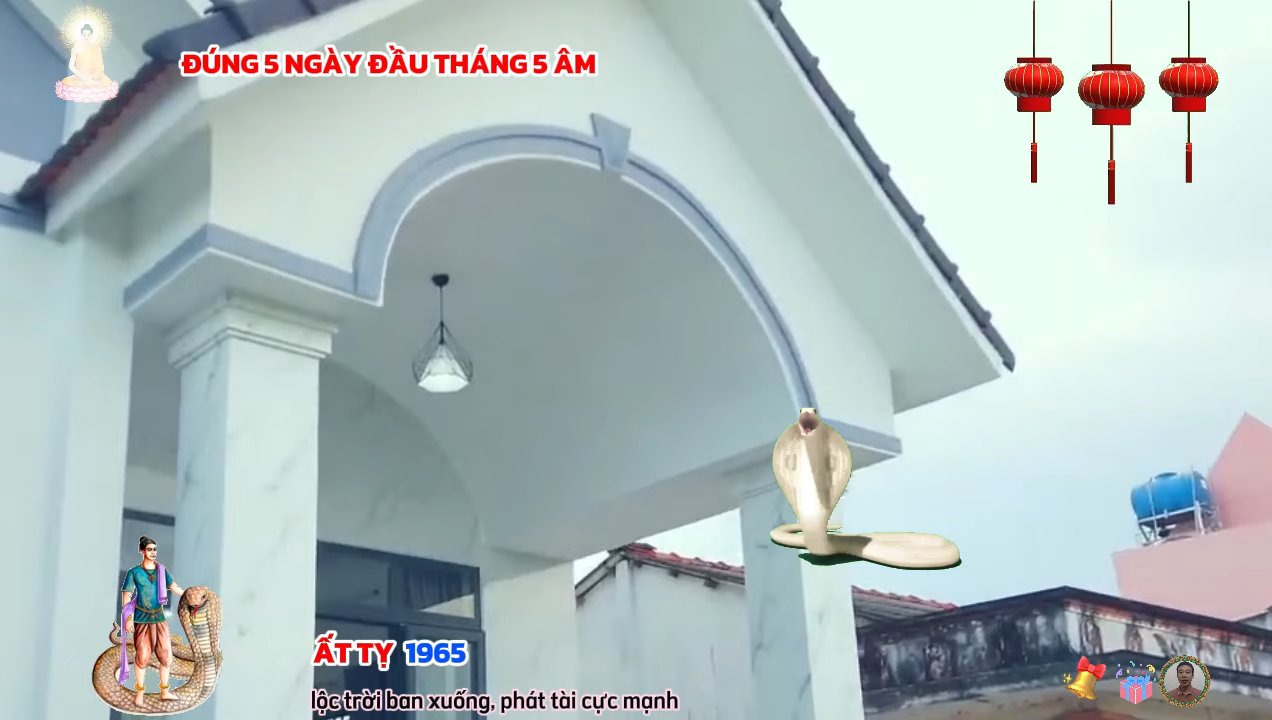 ĐÚNG 5 NGÀY ĐẦU THÁNG 5 ÂM
ẤT TỴ 1965
lộc trời ban xuống, phát tài cực mạnh